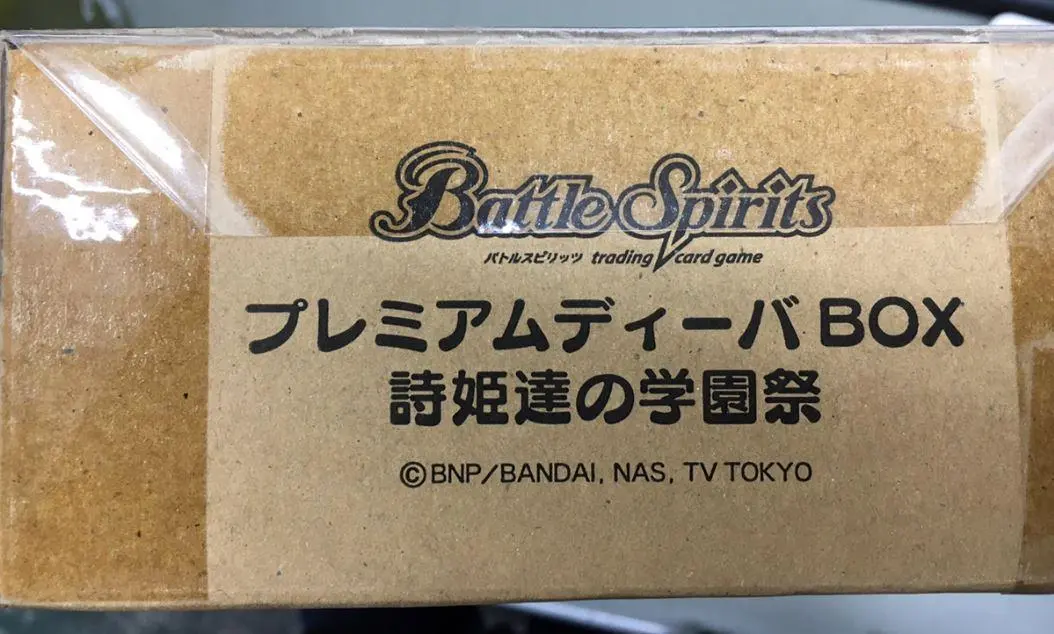 Battle Spirits
バトルスピリッツ trading card game
プレミアムディーバBOX
詩姫達の学園祭
©BNP/BANDAI, NAS, TV TOKYO